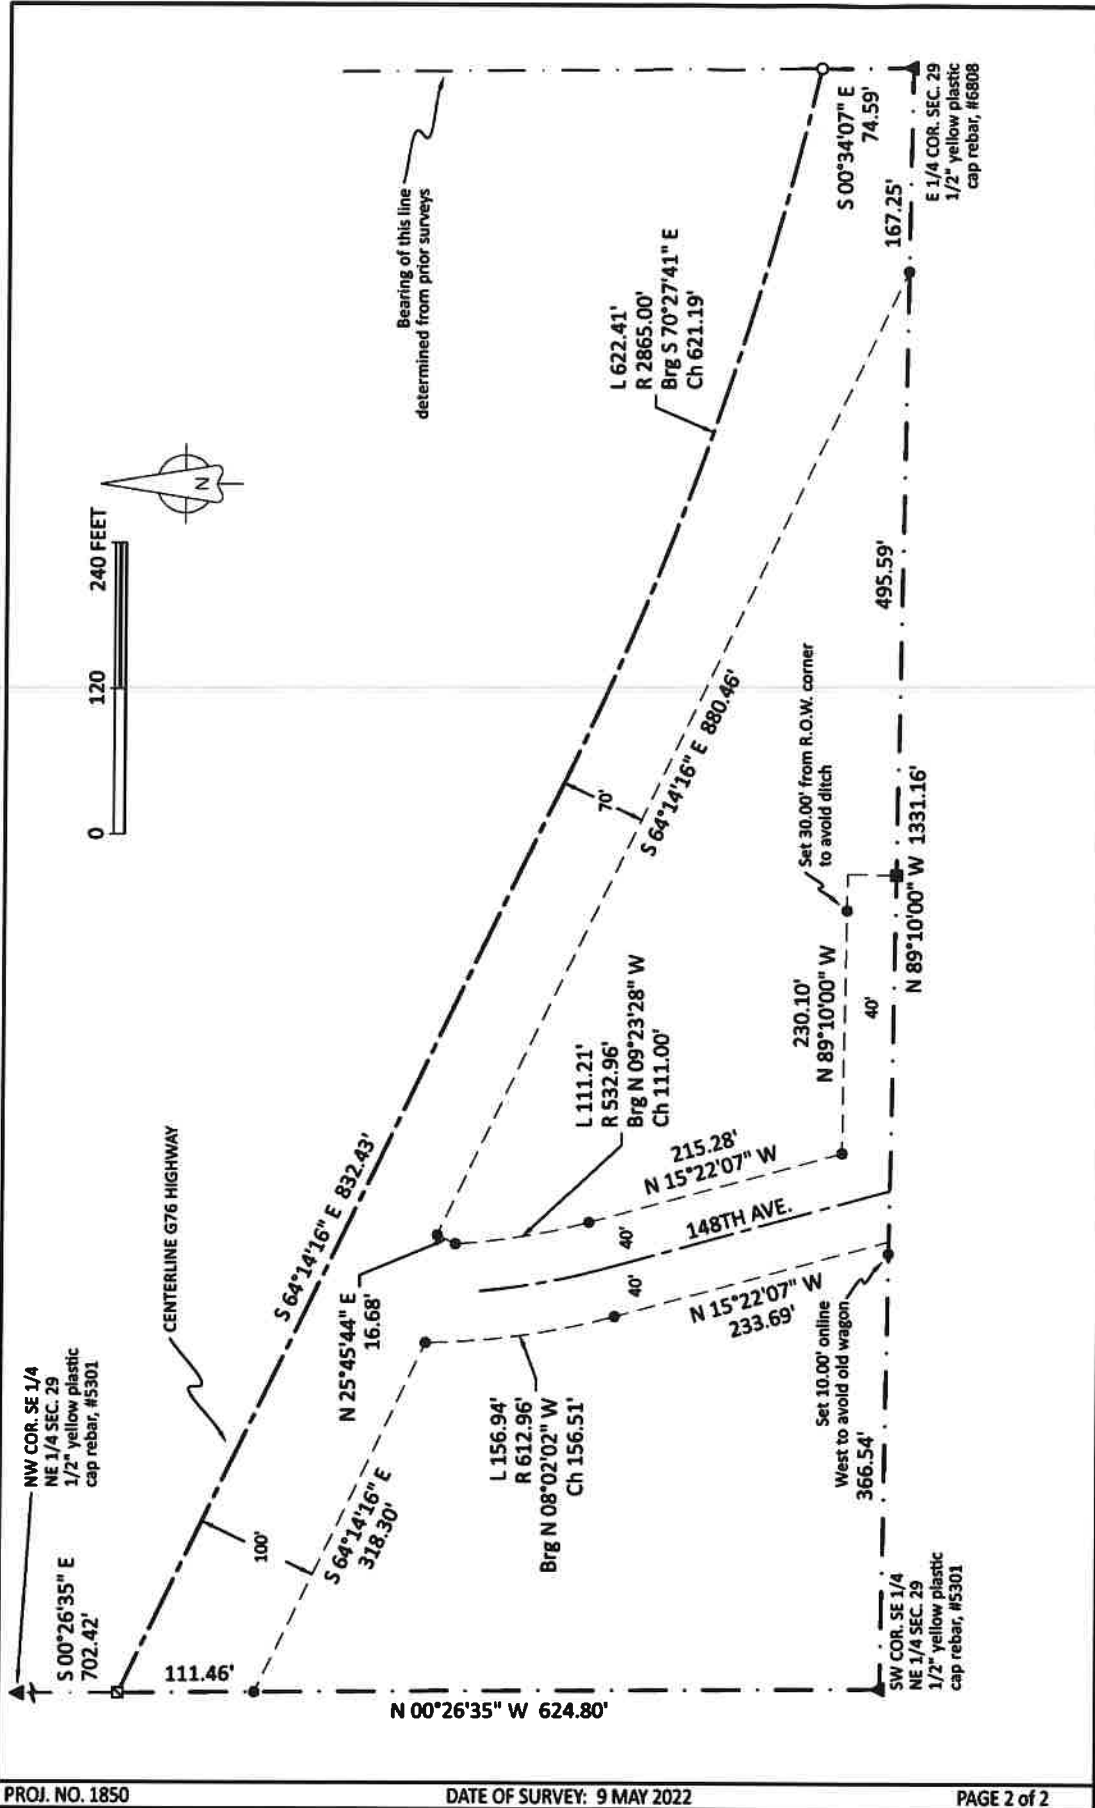 NW COR. SE 1/4
NE 1/4 SEC. 29
1/2" yellow plastic
cap rebar, #5301
S 00°26'35" E
702.42'
CENTERLINE G76 HIGHWAY
0
120
240 FEET
N
Bearing of this line
determined from prior surveys
111.46'
100'
S 64°14'16" E 832.43'
L 622.41'
R 2865.00'
Brg S 70°27'41" E
Ch 621.19'
S 00°34'07" E
74.59'
S 64°14'16" E
318.30'
N 25°45'44" E
16.68'
70'
S 64°14'16" E 880.46'
167.25'
L 156.94'
R 612.96'
Brg N 08°02'02" W
Ch 156.51'
L 111.21'
R 532.96'
Brg N 09°23'28" W
Ch 111.00'
40'
40'
148TH AVE.
215.28'
N 15°22'07" W
N 15°22'07" W
233.69'
230.10'
N 89°10'00" W
40'
Set 30.00' from R.O.W. corner
to avoid ditch
495.59'
Set 10.00' online
West to avoid old wagon
366.54'
N 89°10'00" W 1331.16'
E 1/4 COR. SEC. 29
1/2" yellow plastic
cap rebar, #6808
SW COR. SE 1/4
NE 1/4 SEC. 29
1/2" yellow plastic
cap rebar, #5301
N 00°26'35" W 624.80'
PROJ. NO. 1850
DATE OF SURVEY: 9 MAY 2022
PAGE 2 of 2